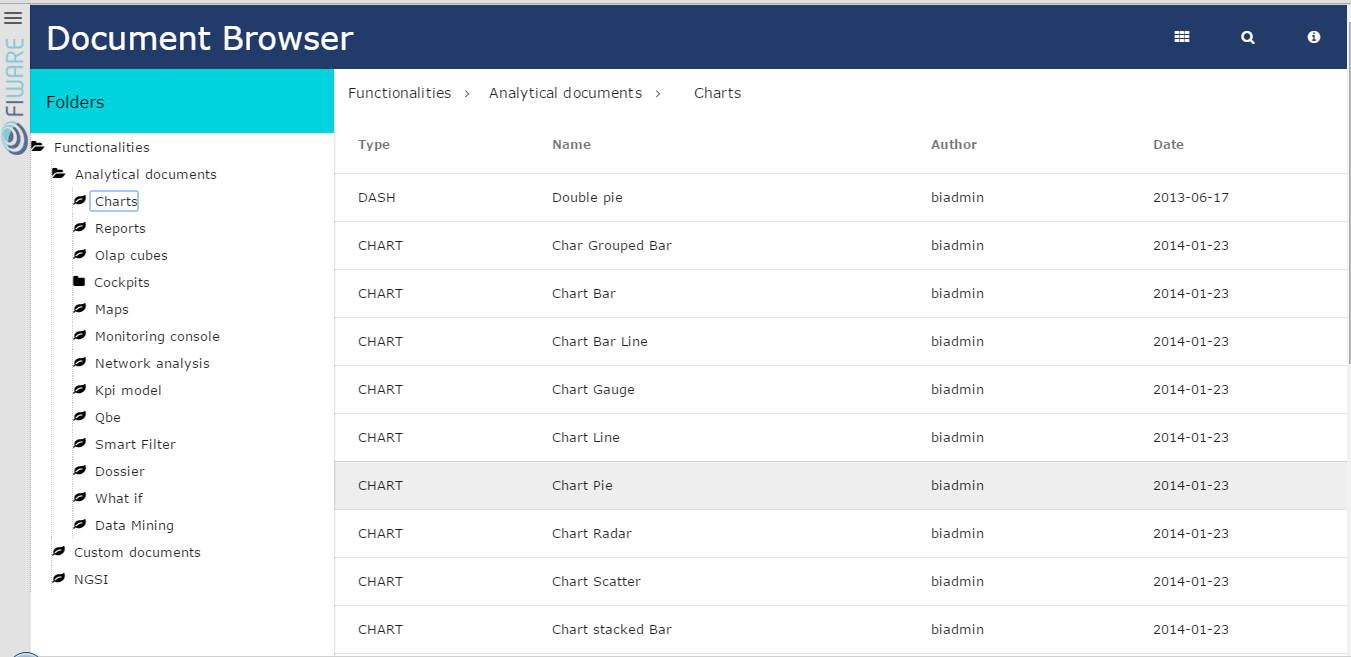 Document Browser
FIWARE
Folders
Functionalities
Analytical documents
Charts
Reports
Olap cubes
Cockpits
Maps
Monitoring console
Network analysis
Kpi model
Qbe
Smart Filter
Dossier
What if
Data Mining
Custom documents
NGSI
Functionalities > Analytical documents > Charts
Type Name Author Date
DASH Double pie biadmin 2013-06-17
CHART Char Grouped Bar biadmin 2014-01-23
CHART Chart Bar biadmin 2014-01-23
CHART Chart Bar Line biadmin 2014-01-23
CHART Chart Gauge biadmin 2014-01-23
CHART Chart Line biadmin 2014-01-23
CHART Chart Pie biadmin 2014-01-23
CHART Chart Radar biadmin 2014-01-23
CHART Chart Scatter biadmin 2014-01-23
CHART Chart stacked Bar biadmin 2014-01-23